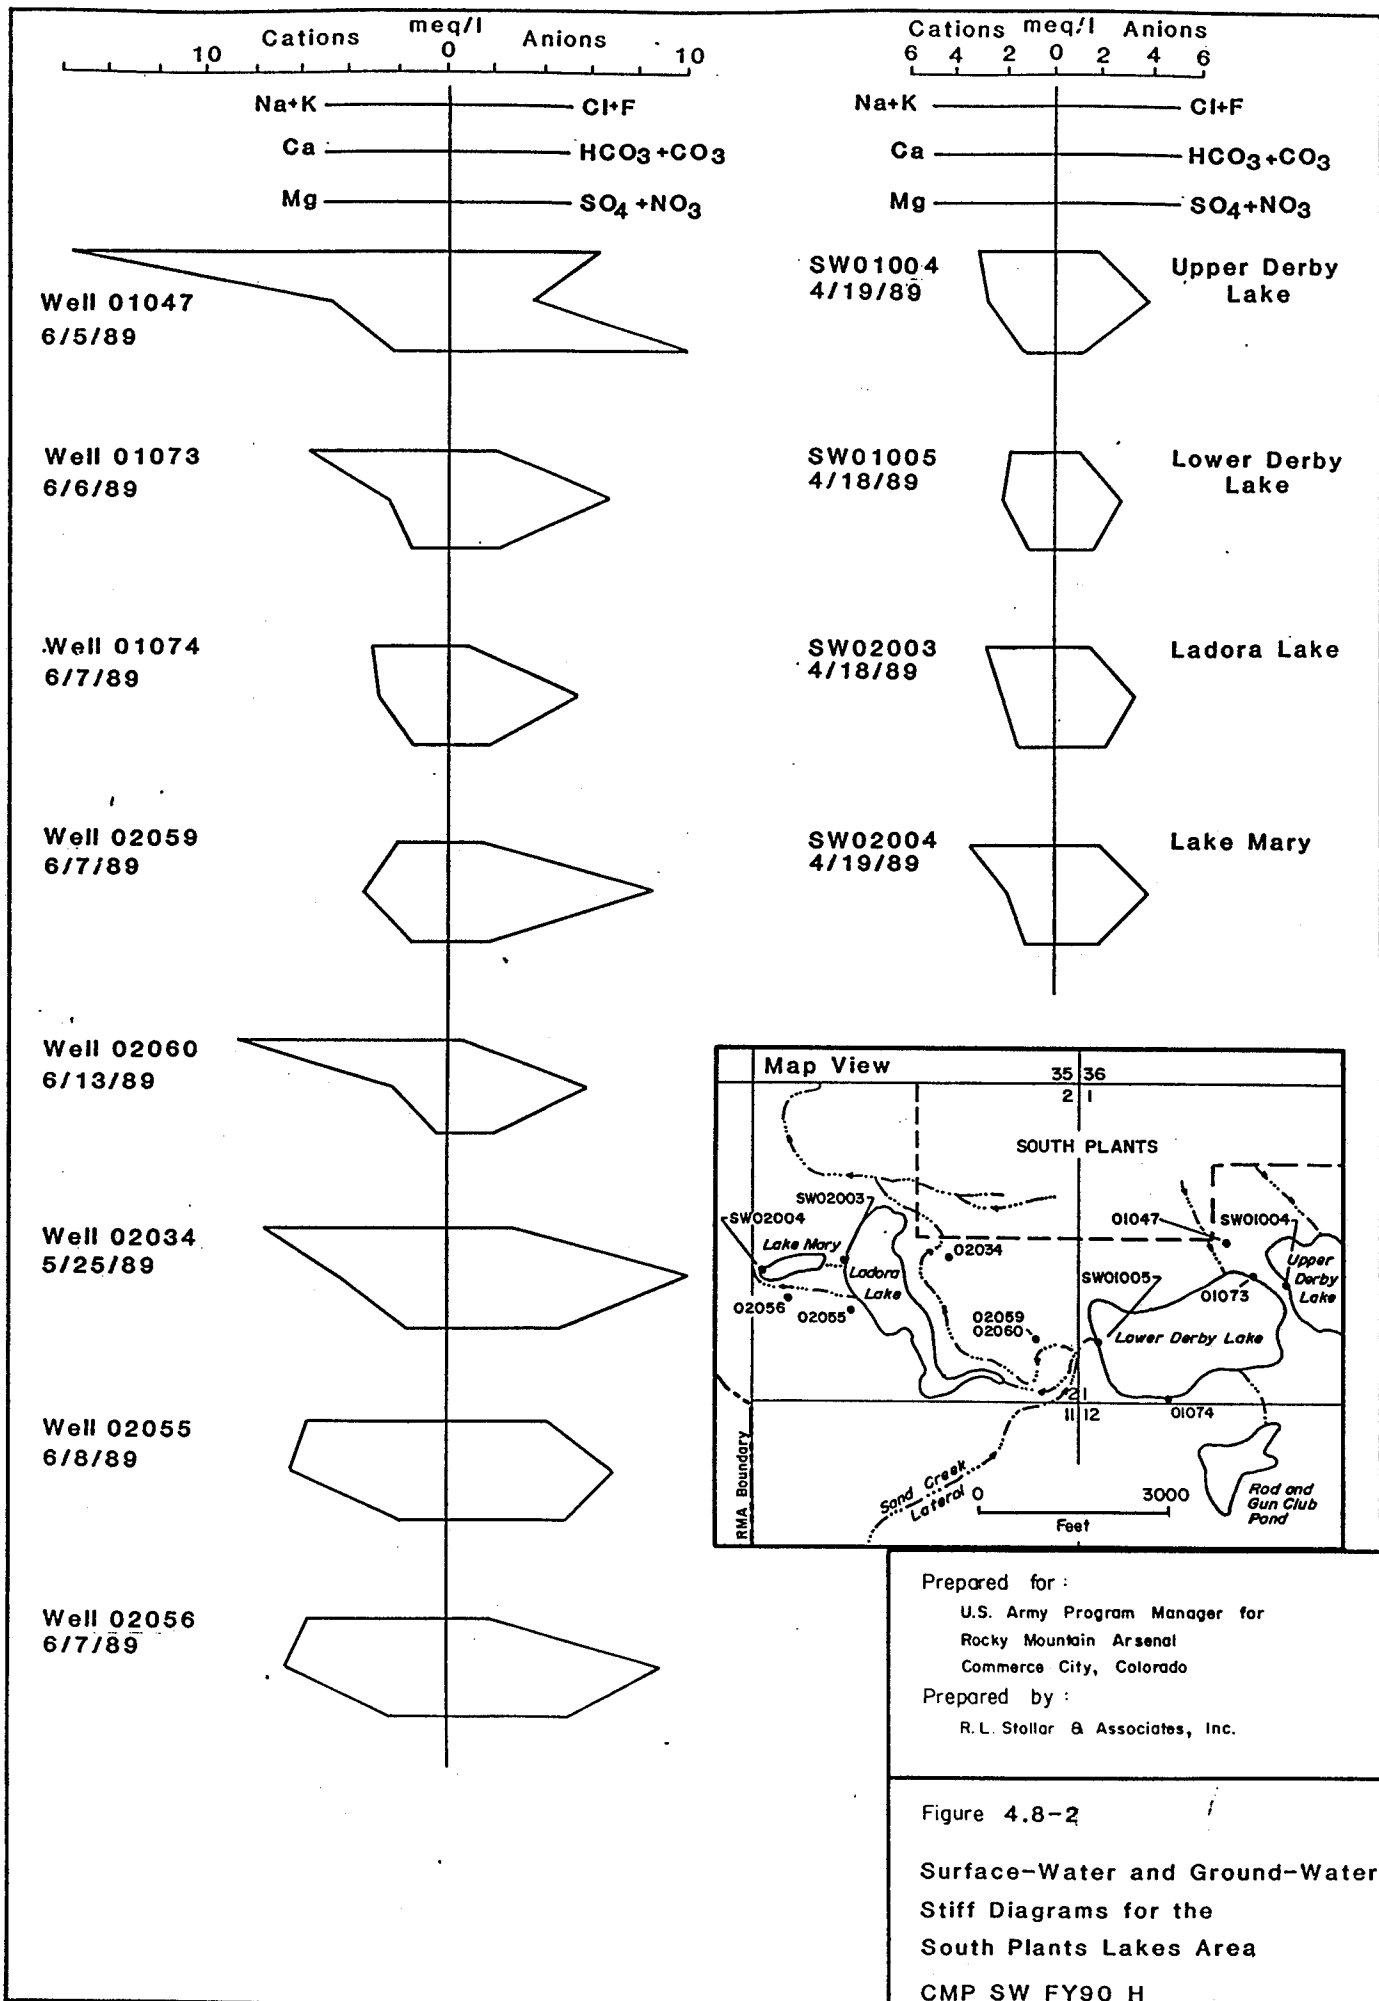 Cations meq/l Anions
10 0 10
Na+K Cl+F
Ca HCO3+CO3
Mg SO4+NO3
Well 01047
6/5/89
Well 01073
6/6/89
Well 01074
6/7/89
Well 02059
6/7/89
Well 02060
6/13/89
Well 02034
5/25/89
Well 02055
6/8/89
Well 02056
6/7/89
Cations meq/l Anions
6 4 2 0 2 4 6
Na+K Cl+F
Ca HCO3+CO3
Mg SO4+NO3
SW01004
4/19/89
Upper Derby
Lake
SW01005
4/18/89
Lower Derby
Lake
SW02003
4/18/89
Ladora Lake
SW02004
4/19/89
Lake Mary
Map View
35 36
2 1
SOUTH PLANTS
SW02003
SW02004
Lake Mary
Ladora
Lake
02034
01047
SW01004
Upper
Derby
Lake
SW01005
01073
02056
02055
02059
02060
Lower Derby Lake
2 1
11 12
01074
RMA Boundary
Sand Creek
Lateral
0 3000
Feet
Rod and
Gun Club
Pond
Prepared for :
U.S. Army Program Manager for
Rocky Mountain Arsenal
Commerce City, Colorado
Prepared by :
R.L. Stollar & Associates, Inc.
Figure 4.8-2
Surface-Water and Ground-Water
Stiff Diagrams for the
South Plants Lakes Area
CMP SW FY90 H